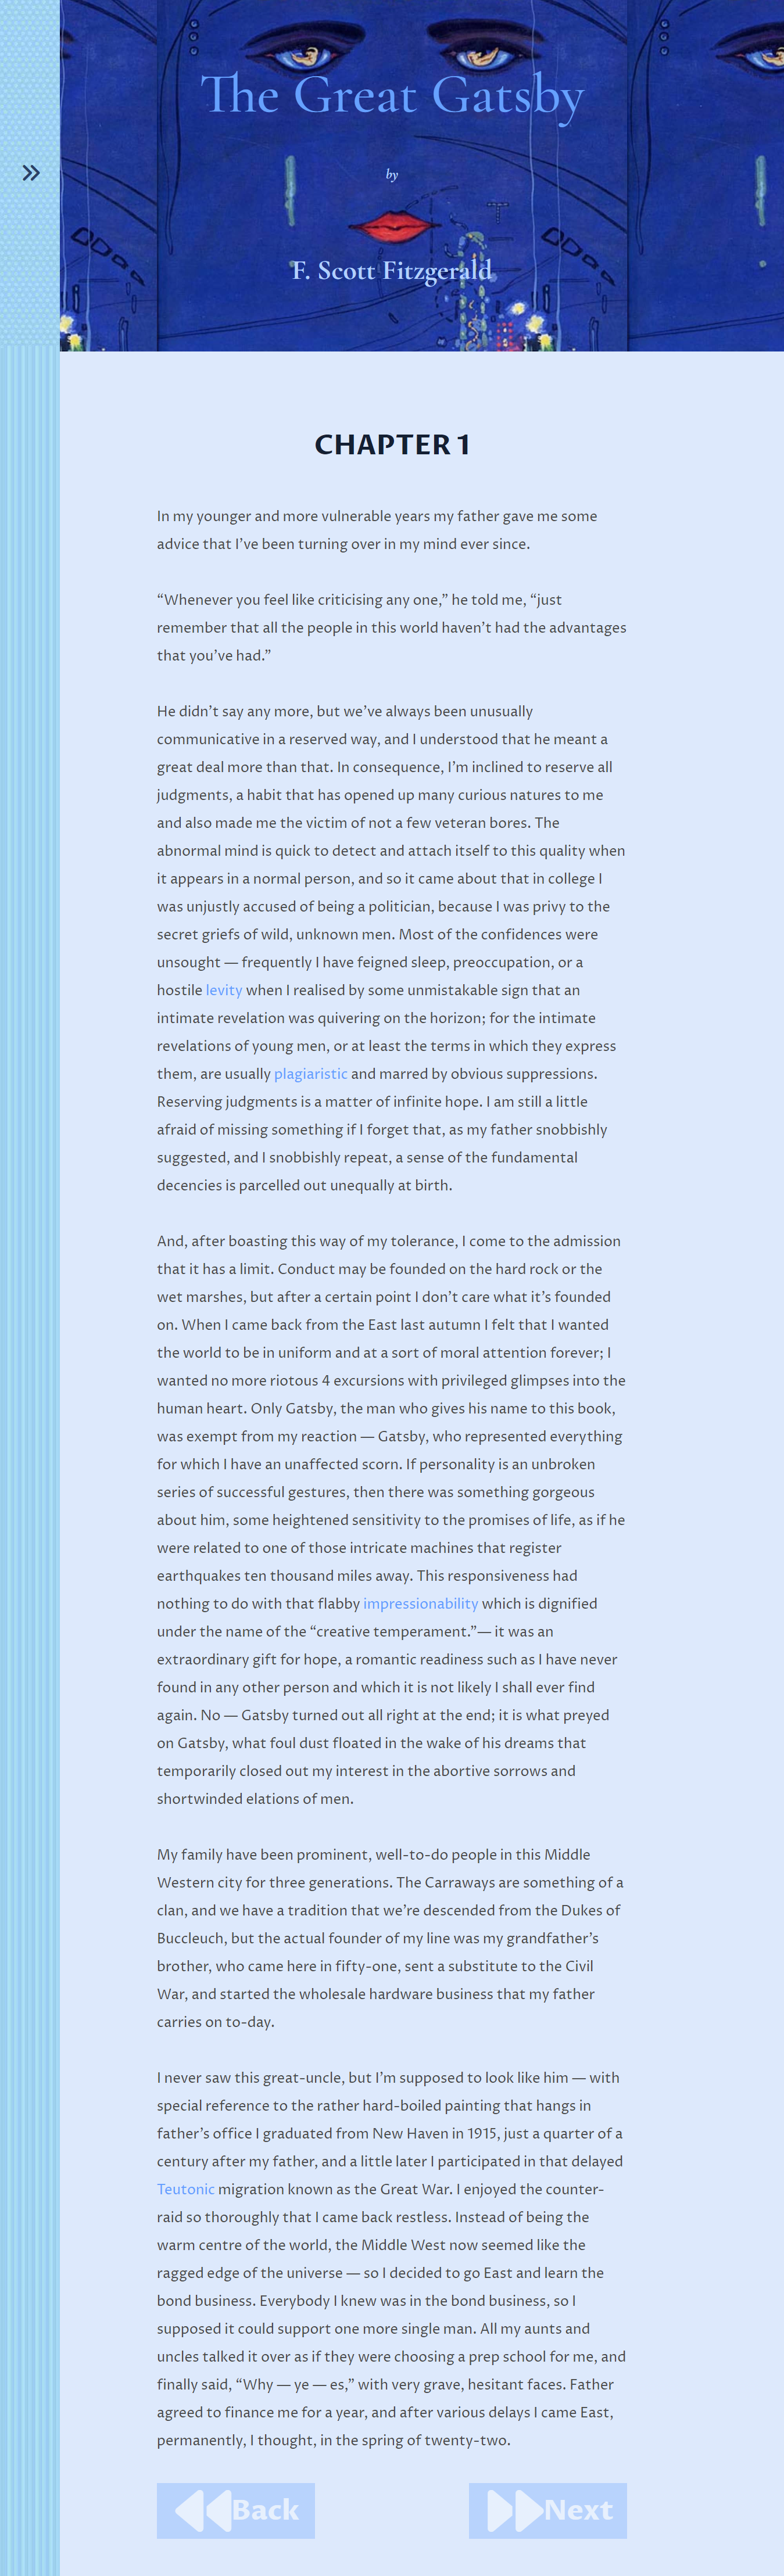 The Great Gatsby
by
F. Scott Fitzgerald
CHAPTER 1
In my younger and more vulnerable years my father gave me some
advice that I’ve been turning over in my mind ever since.
“Whenever you feel like criticising any one,” he told me, “just
remember that all the people in this world haven’t had the advantages
that you’ve had.”
He didn’t say any more, but we’ve always been unusually
communicative in a reserved way, and I understood that he meant a
great deal more than that. In consequence, I’m inclined to reserve all
judgments, a habit that has opened up many curious natures to me
and also made me the victim of not a few veteran bores. The
abnormal mind is quick to detect and attach itself to this quality when
it appears in a normal person, and so it came about that in college I
was unjustly accused of being a politician, because I was privy to the
secret griefs of wild, unknown men. Most of the confidences were
unsought — frequently I have feigned sleep, preoccupation, or a
hostile levity when I realised by some unmistakable sign that an
intimate revelation was quivering on the horizon; for the intimate
revelations of young men, or at least the terms in which they express
them, are usually plagiaristic and marred by obvious suppressions.
Reserving judgments is a matter of infinite hope. I am still a little
afraid of missing something if I forget that, as my father snobbishly
suggested, and I snobbishly repeat, a sense of the fundamental
decencies is parcelled out unequally at birth.
And, after boasting this way of my tolerance, I come to the admission
that it has a limit. Conduct may be founded on the hard rock or the
wet marshes, but after a certain point I don’t care what it’s founded
on. When I came back from the East last autumn I felt that I wanted
the world to be in uniform and at a sort of moral attention forever; I
wanted no more riotous 4 excursions with privileged glimpses into the
human heart. Only Gatsby, the man who gives his name to this book,
was exempt from my reaction — Gatsby, who represented everything
for which I have an unaffected scorn. If personality is an unbroken
series of successful gestures, then there was something gorgeous
about him, some heightened sensitivity to the promises of life, as if he
were related to one of those intricate machines that register
earthquakes ten thousand miles away. This responsiveness had
nothing to do with that flabby impressionability which is dignified
under the name of the “creative temperament.”— it was an
extraordinary gift for hope, a romantic readiness such as I have never
found in any other person and which it is not likely I shall ever find
again. No — Gatsby turned out all right at the end; it is what preyed
on Gatsby, what foul dust floated in the wake of his dreams that
temporarily closed out my interest in the abortive sorrows and
shortwinded elations of men.
My family have been prominent, well-to-do people in this Middle
Western city for three generations. The Carraways are something of a
clan, and we have a tradition that we’re descended from the Dukes of
Buccleuch, but the actual founder of my line was my grandfather’s
brother, who came here in fifty-one, sent a substitute to the Civil
War, and started the wholesale hardware business that my father
carries on to-day.
I never saw this great-uncle, but I’m supposed to look like him — with
special reference to the rather hard-boiled painting that hangs in
father’s office I graduated from New Haven in 1915, just a quarter of a
century after my father, and a little later I participated in that delayed
Teutonic migration known as the Great War. I enjoyed the counter-
raid so thoroughly that I came back restless. Instead of being the
warm centre of the world, the Middle West now seemed like the
ragged edge of the universe — so I decided to go East and learn the
bond business. Everybody I knew was in the bond business, so I
supposed it could support one more single man. All my aunts and
uncles talked it over as if they were choosing a prep school for me, and
finally said, “Why — ye — es,” with very grave, hesitant faces. Father
agreed to finance me for a year, and after various delays I came East,
permanently, I thought, in the spring of twenty-two.
Back
Next